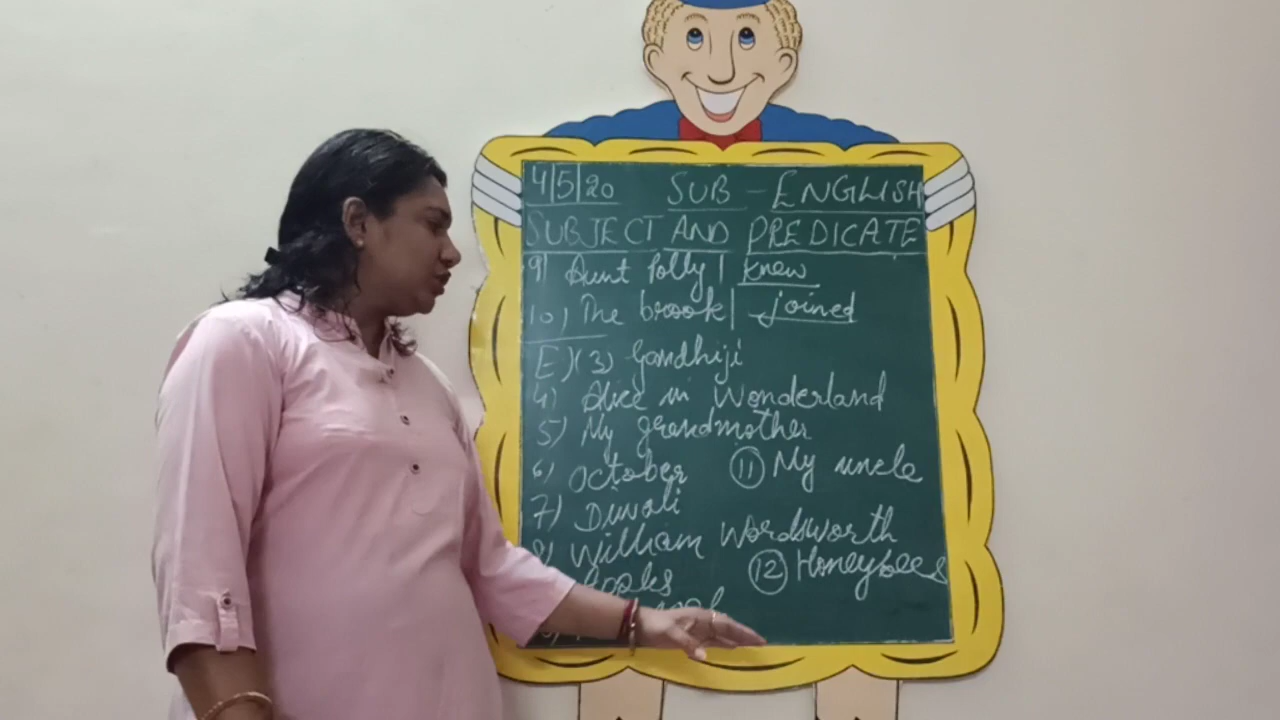 4/5/20 SUB - ENGLISH
SUBJECT AND PREDICATE
9) Aunt Polly | knew
10) The brook | joined
E) (3) Gandhiji
4) Alice in Wonderland
5) My grandmother
6) October (11) My uncle
7) Diwali
8) William Wordsworth
Books (12) Honeybees